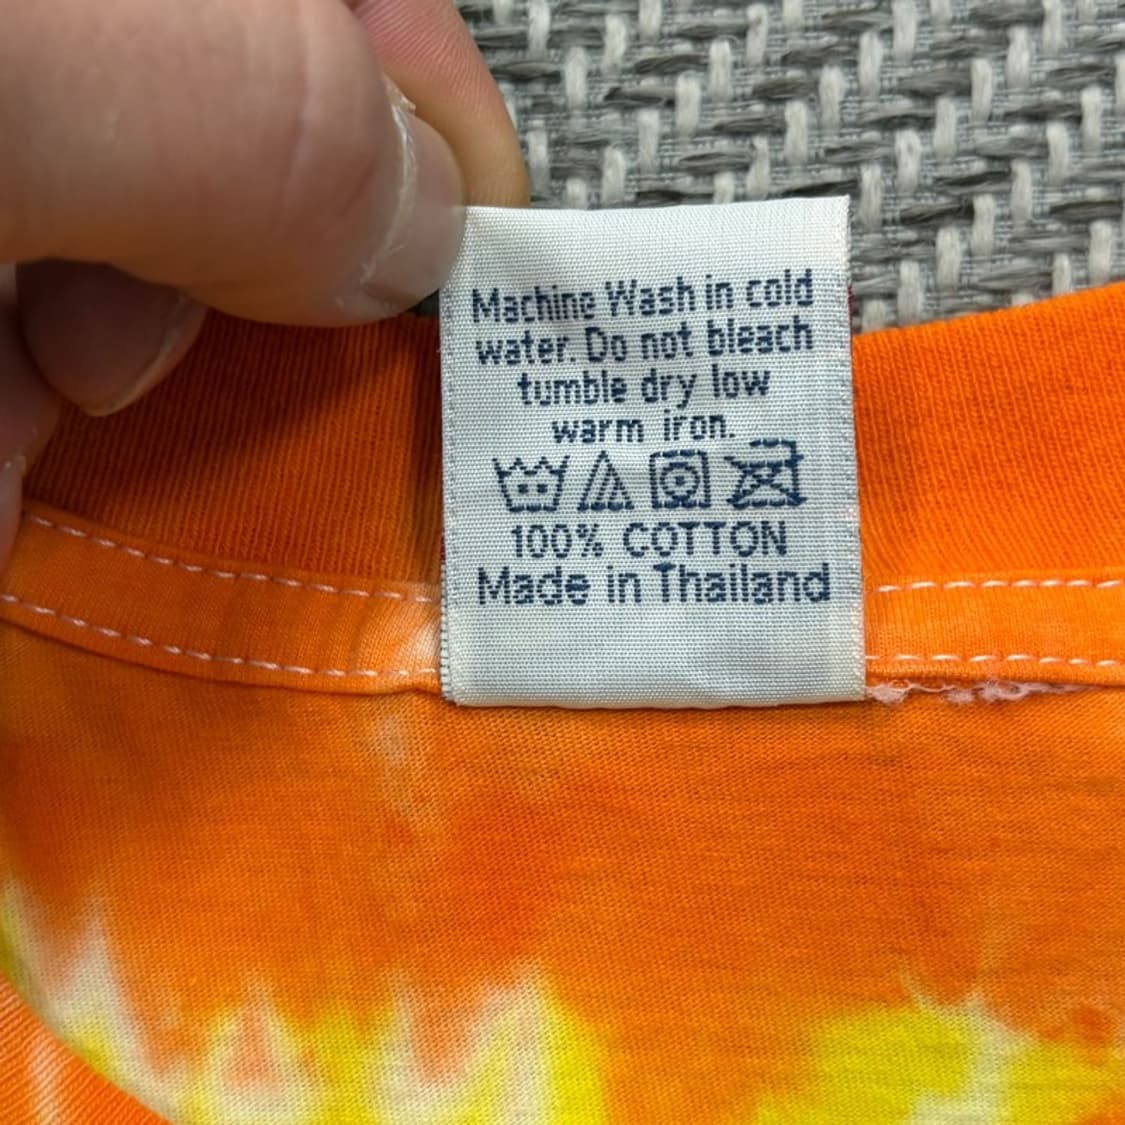 Machine Wash in cold
water. Do not bleach
tumble dry low
warm iron.
100% COTTON
Made in Thailand